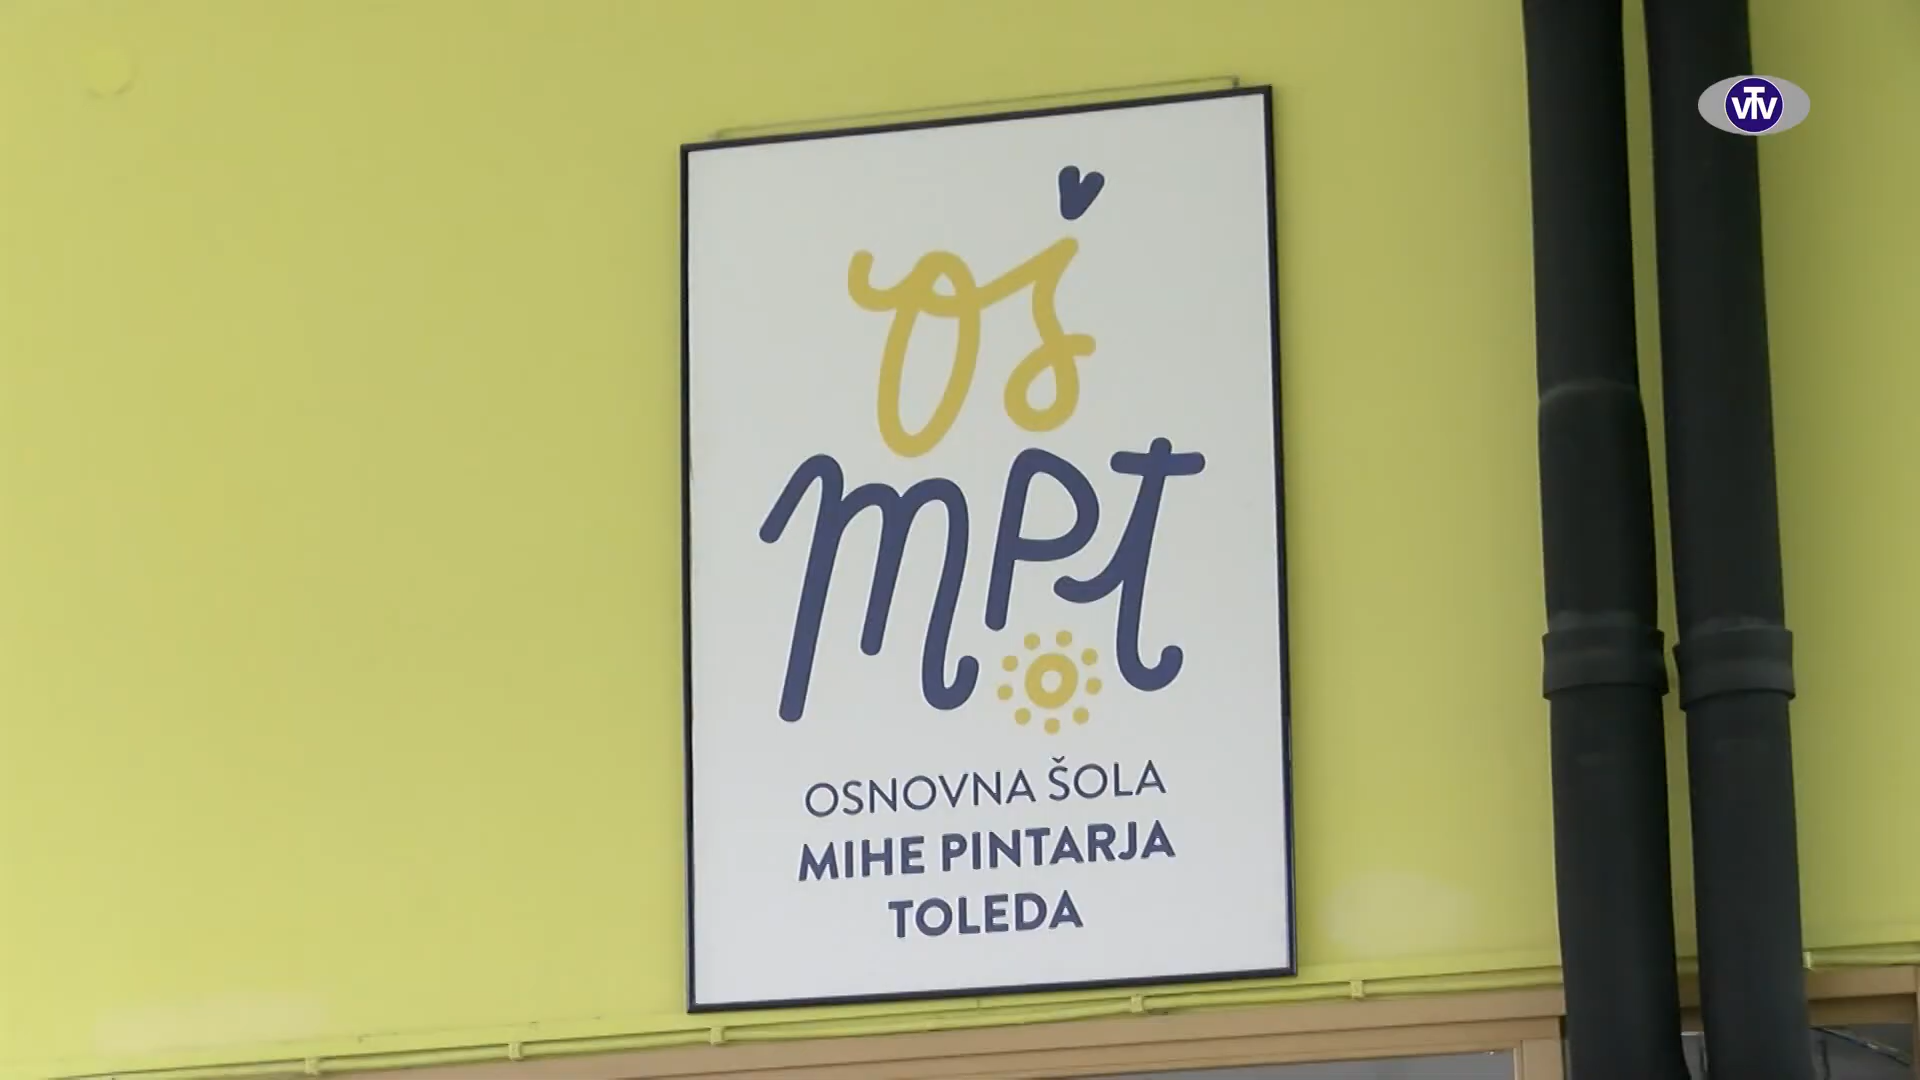 VTV
oš
mpt
OSNOVNA ŠOLA
MIHE PINTARJA
TOLEDA